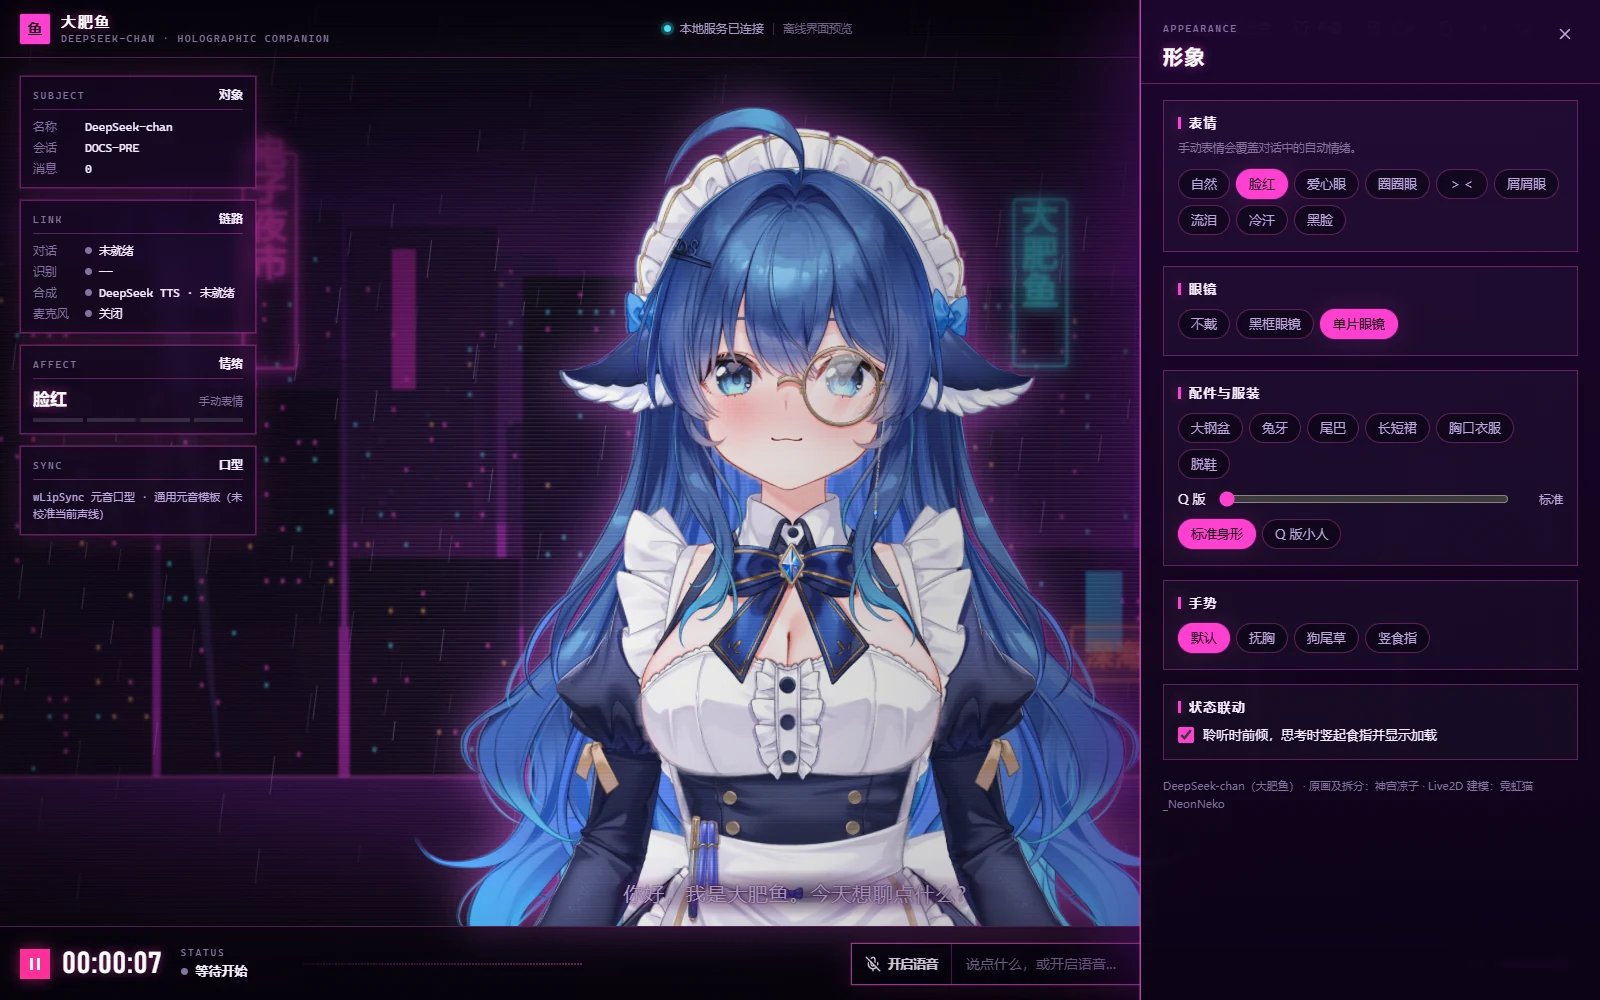 鱼
大肥鱼
DEEPSEEK-CHAN · HOLOGRAPHIC COMPANION
本地服务已连接 离线界面预览
SUBJECT 对象
名称 DeepSeek-chan
会话 DOCS-PRE
消息 0
LINK 链路
对话 未就绪
识别 —
合成 DeepSeek TTS · 未就绪
麦克风 关闭
AFFECT 情绪
脸红 手动表情
SYNC 口型
wLipSync 元音口型 · 通用元音模板 (未
校准当前声线)
电子夜市
大肥鱼
你好，我是大肥鱼。今天想聊点什么？
00:00:07
STATUS
等待开始
开启语音 说点什么，或开启语音...
APPEARANCE
形象
表情
手动表情会覆盖对话中的自动情绪。
自然 脸红 爱心眼 圈圈眼 > < 屑屑眼
流泪 冷汗 黑脸
眼镜
不戴 黑框眼镜 单片眼镜
配件与服装
大钢盆 兔牙 尾巴 长短裙 胸口衣服
脱鞋
Q 版 标准
标准身形 Q 版小人
手势
默认 抚胸 狗尾草 竖食指
状态联动
聆听时前倾，思考时竖起食指并显示加载
DeepSeek-chan（大肥鱼） · 原画及拆分：神宫凉子 · Live2D 建模：霓虹猫
_NeonNeko